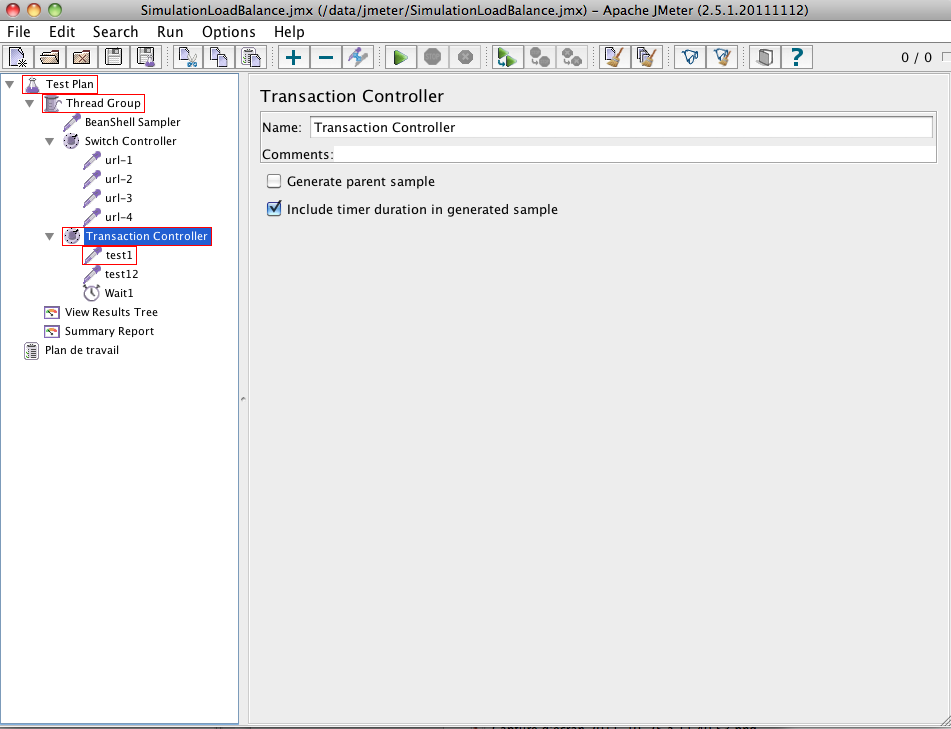 SimulationLoadBalance.jmx (/data/jmeter/SimulationLoadBalance.jmx) – Apache JMeter (2.5.1.20111112)
File Edit Search Run Options Help
0 / 0
Test Plan
Thread Group
BeanShell Sampler
Switch Controller
url-1
url-2
url-3
url-4
Transaction Controller
test1
test12
Wait1
View Results Tree
Summary Report
Plan de travail
Transaction Controller
Name: Transaction Controller
Comments:
Generate parent sample
Include timer duration in generated sample